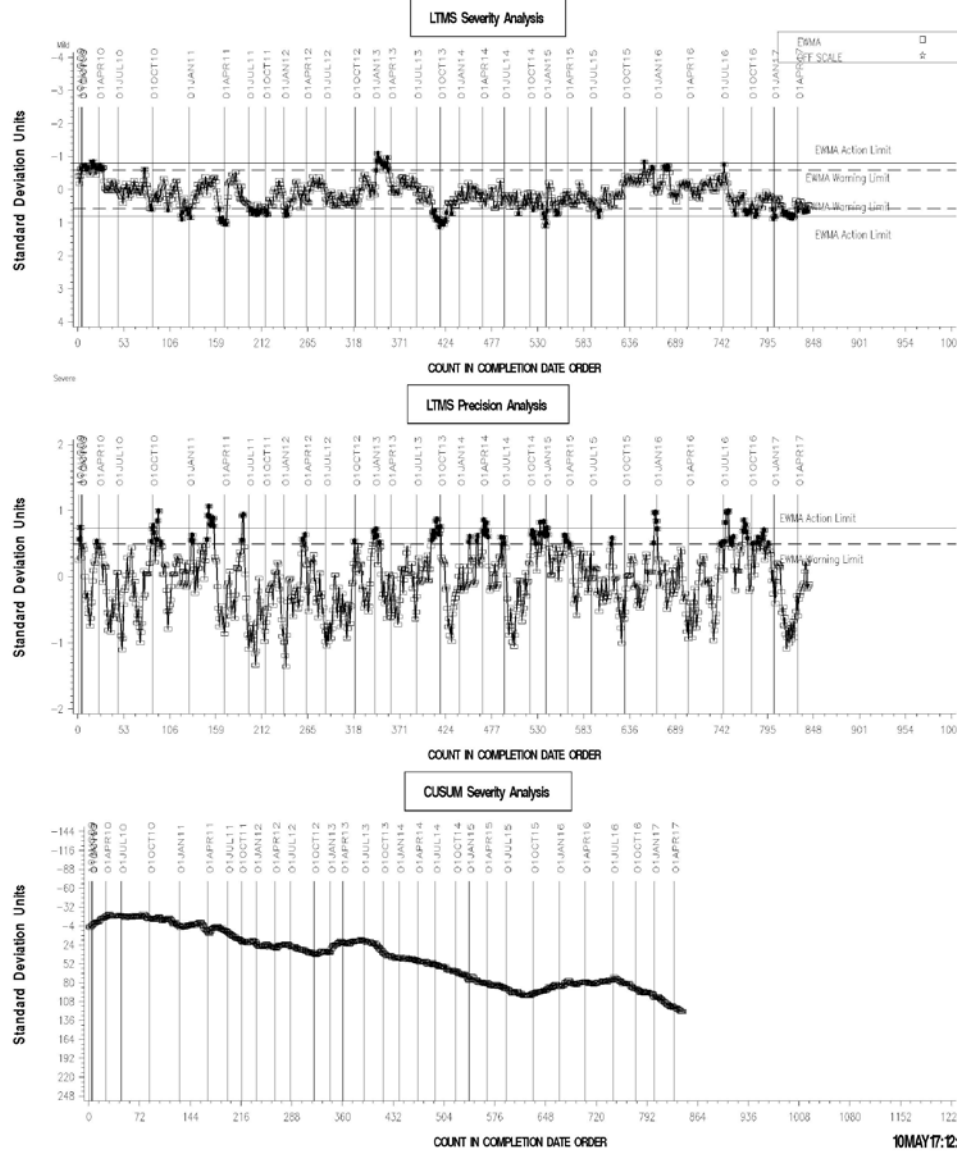 LTMS Severity Analysis
Mild
EWMA
OFF SCALE
01APR10 01JUL10 01OCT10 01JAN11 01APR11 01JUL11 01OCT11 01JAN12 01APR12 01JUL12 01OCT12 01JAN13 01APR13 01JUL13 01OCT13 01JAN14 01APR14 01JUL14 01OCT14 01JAN15 01APR15 01JUL15 01OCT15 01JAN16 01APR16 01JUL16 01OCT16 01JAN17 01APR17
Standard Deviation Units
-4
-3
-2
-1
0
1
2
3
4
EWMA Action Limit
EWMA Warning Limit
EWMA Warning Limit
EWMA Action Limit
0 53 106 159 212 265 318 371 424 477 530 583 636 689 742 795 848 901 954
COUNT IN COMPLETION DATE ORDER
Severe
LTMS Precision Analysis
01APR10 01JUL10 01OCT10 01JAN11 01APR11 01JUL11 01OCT11 01JAN12 01APR12 01JUL12 01OCT12 01JAN13 01APR13 01JUL13 01OCT13 01JAN14 01APR14 01JUL14 01OCT14 01JAN15 01APR15 01JUL15 01OCT15 01JAN16 01APR16 01JUL16 01OCT16 01JAN17 01APR17
Standard Deviation Units
2
1
0
-1
-2
EWMA Action Limit
EWMA Warning Limit
0 53 106 159 212 265 318 371 424 477 530 583 636 689 742 795 848 901 954
COUNT IN COMPLETION DATE ORDER
CUSUM Severity Analysis
01APR10 01JUL10 01OCT10 01JAN11 01APR11 01JUL11 01OCT11 01JAN12 01APR12 01JUL12 01OCT12 01JAN13 01APR13 01JUL13 01OCT13 01JAN14 01APR14 01JUL14 01OCT14 01JAN15 01APR15 01JUL15 01OCT15 01JAN16 01APR16 01JUL16 01OCT16 01JAN17 01APR17
Standard Deviation Units
-144
-116
-88
-60
-32
-4
24
52
80
108
136
164
192
220
248
0 72 144 216 288 360 432 504 576 648 720 792 864 936 1008 1080 1152
COUNT IN COMPLETION DATE ORDER
10MAY17:12: